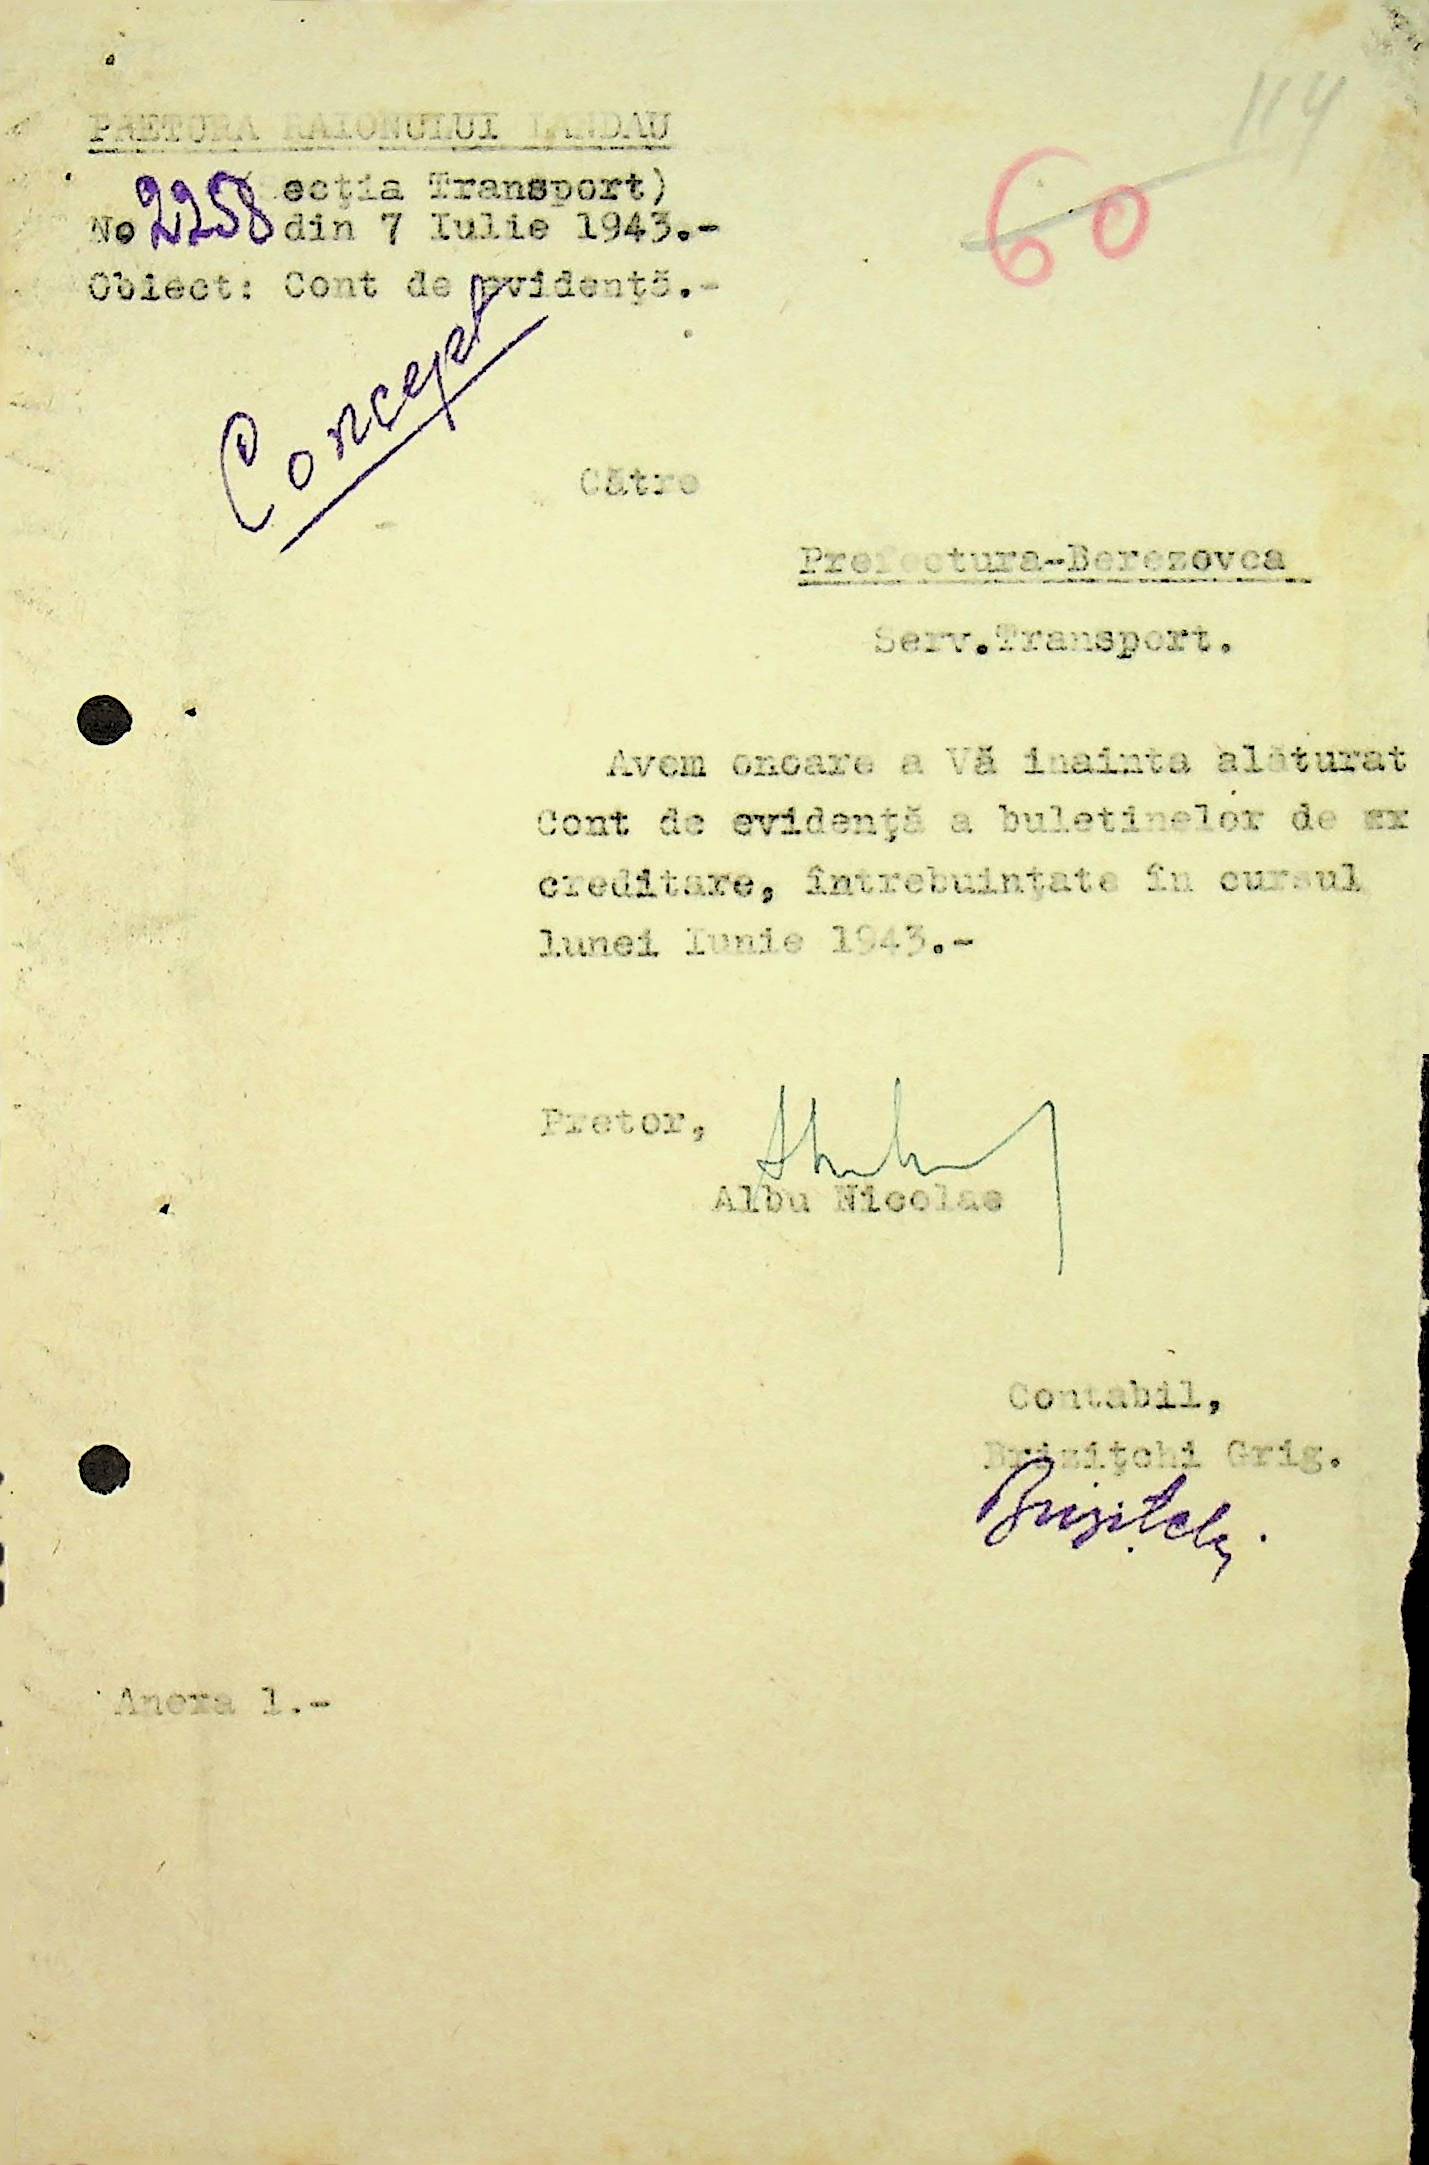 114
60
PRETURA RAIONULUI LANDAU
(Secția Transport)
No 2258 din 7 Iulie 1943.-
Obiect: Cont de evidență.-
Concept
Către
Prefectura-Berezovca
Serv.Transport.
Avem onoare a Vă inainta alăturat
Cont de evidență a buletinelor de xx
creditare, întrebuințate în cursul
lunei Iunie 1943.-
Pretor,
Albu Nicolae
Contabil,
Brizițchi Grig.
Anexa 1.-